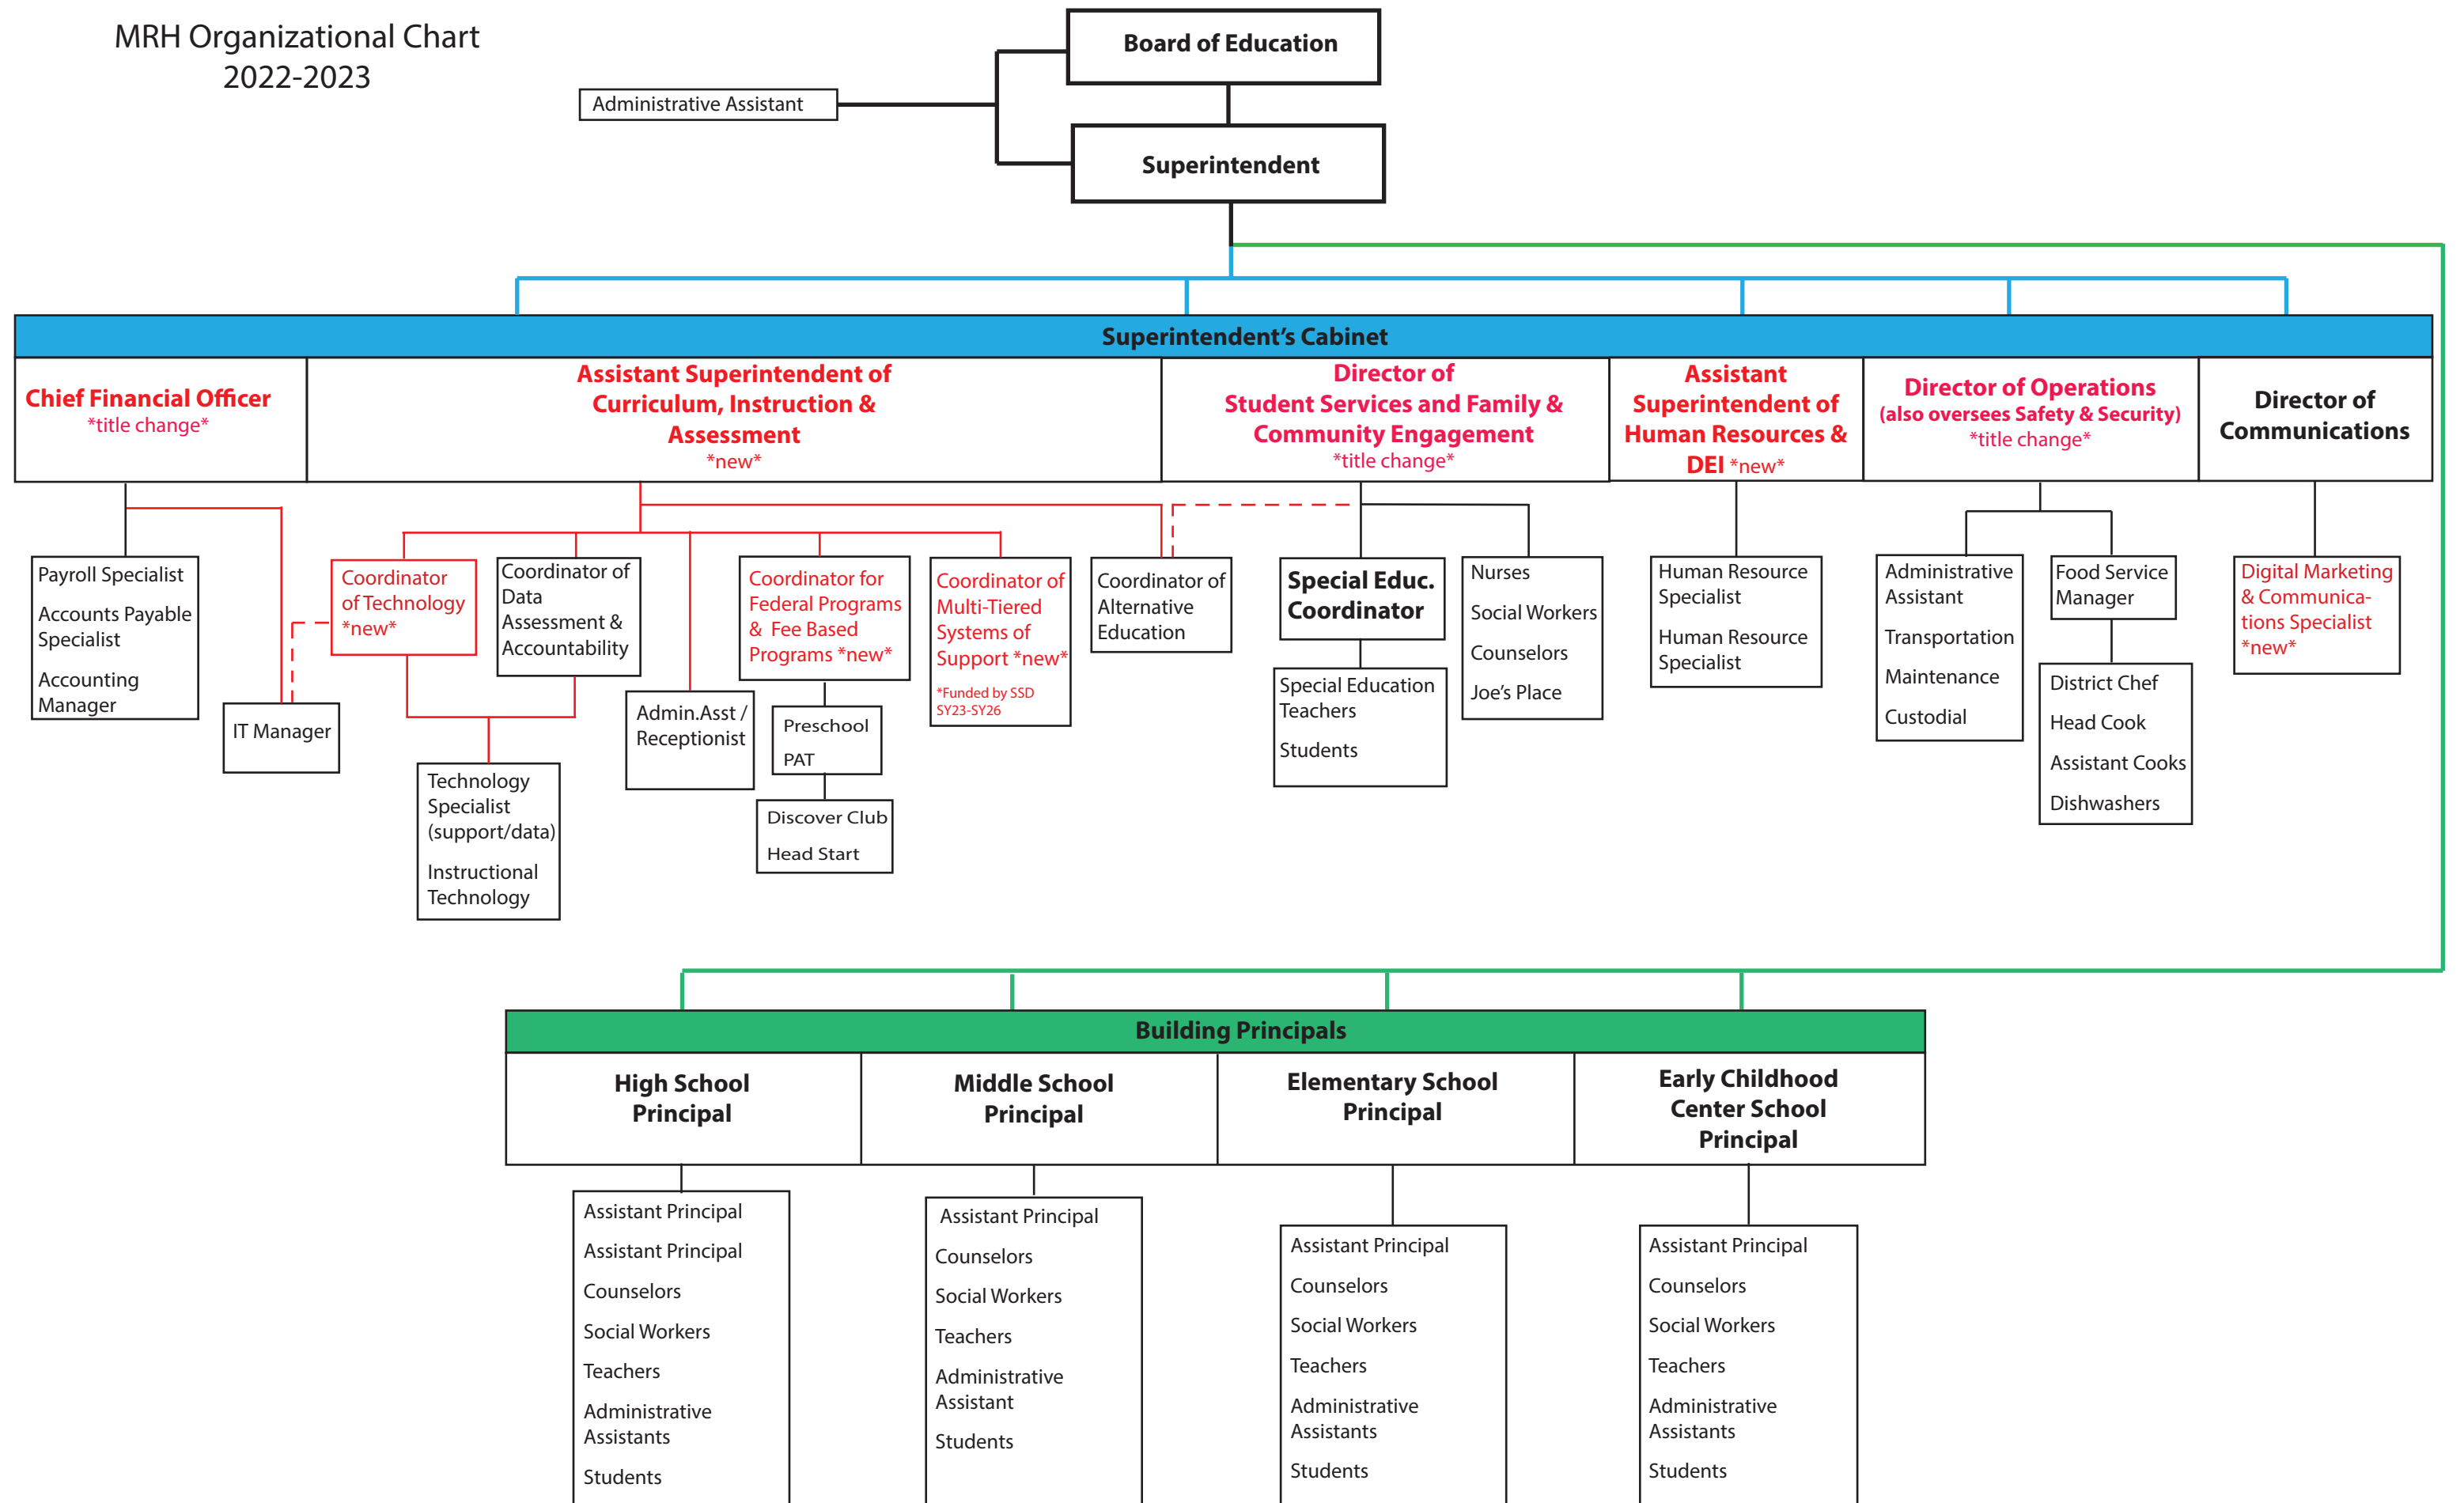 MRH Organizational Chart
2022-2023
Board of Education
Administrative Assistant
Superintendent
Superintendent’s Cabinet
Chief Financial Officer
*title change*
Assistant Superintendent of
Curriculum, Instruction &
Assessment
*new*
Director of
Student Services and Family &
Community Engagement
*title change*
Assistant
Superintendent of
Human Resources &
DEI *new*
Director of Operations
(also oversees Safety & Security)
*title change*
Director of
Communications
Payroll Specialist
Accounts Payable
Specialist
Accounting
Manager
IT Manager
Coordinator
of Technology
*new*
Coordinator of
Data
Assessment &
Accountability
Technology
Specialist
(support/data)
Instructional
Technology
Admin.Asst /
Receptionist
Coordinator for
Federal Programs
& Fee Based
Programs *new*
Preschool
PAT
Discover Club
Head Start
Coordinator of
Multi-Tiered
Systems of
Support *new*
*Funded by SSD
SY23-SY26
Coordinator of
Alternative
Education
Special Educ.
Coordinator
Special Education
Teachers
Students
Nurses
Social Workers
Counselors
Joe’s Place
Human Resource
Specialist
Human Resource
Specialist
Administrative
Assistant
Transportation
Maintenance
Custodial
Food Service
Manager
District Chef
Head Cook
Assistant Cooks
Dishwashers
Digital Marketing
& Communica-
tions Specialist
*new*
Building Principals
High School
Principal
Middle School
Principal
Elementary School
Principal
Early Childhood
Center School
Principal
Assistant Principal
Assistant Principal
Counselors
Social Workers
Teachers
Administrative
Assistants
Students
Assistant Principal
Counselors
Social Workers
Teachers
Administrative
Assistant
Students
Assistant Principal
Counselors
Social Workers
Teachers
Administrative
Assistants
Students
Assistant Principal
Counselors
Social Workers
Teachers
Administrative
Assistants
Students